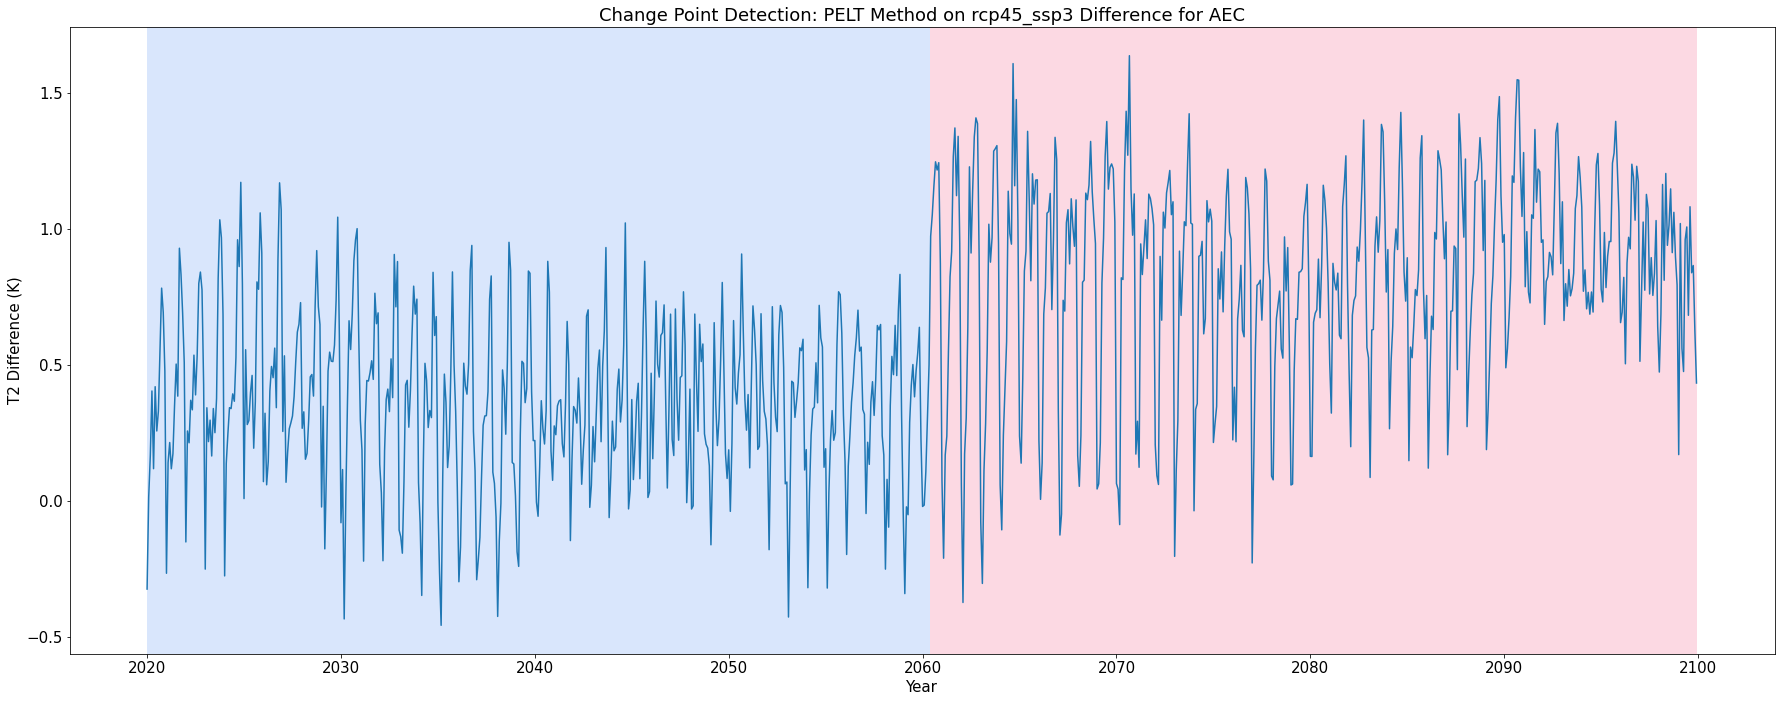 Change Point Detection: PELT Method on rcp45_ssp3 Difference for AEC
T2 Difference (K)
1.5
1.0
0.5
0.0
−0.5
2020 2030 2040 2050 2060 2070 2080 2090 2100
Year